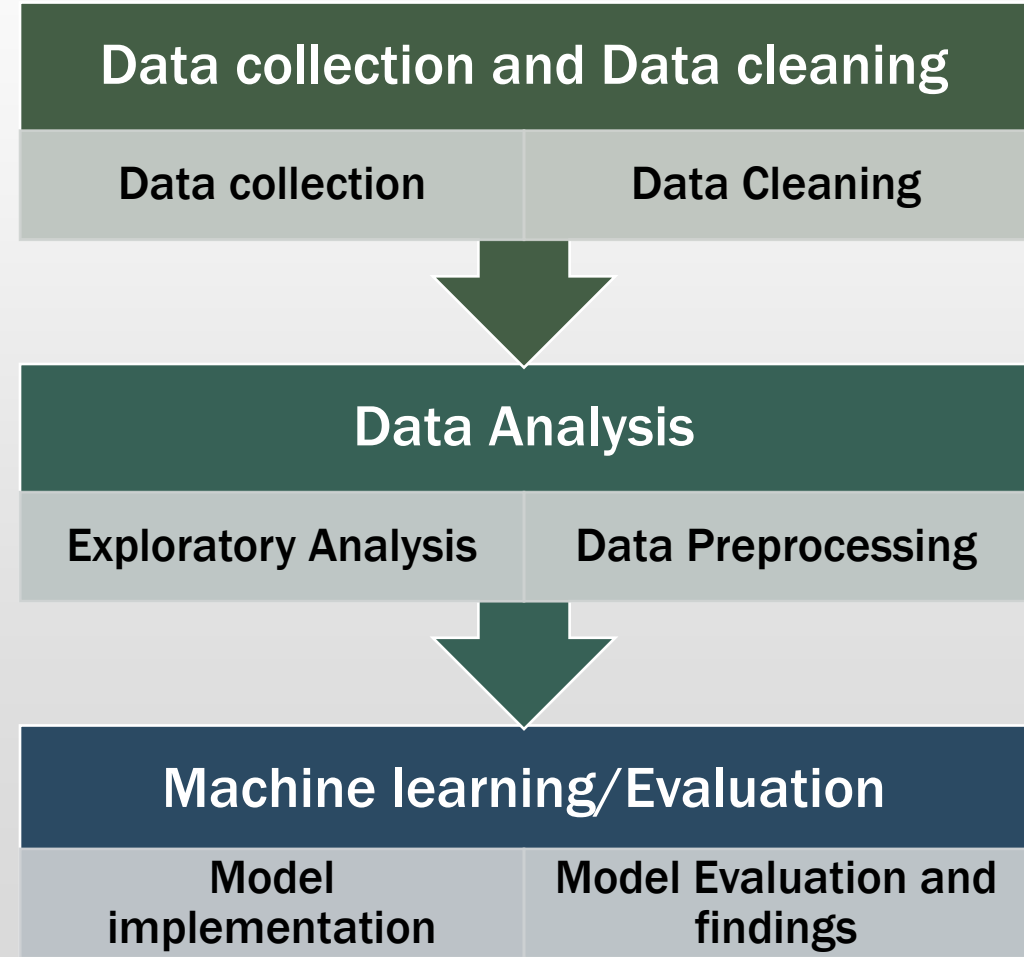 Data collection and Data cleaning
Data collection
Data Cleaning
Data Analysis
Exploratory Analysis
Data Preprocessing
Machine learning/Evaluation
Model
implementation
Model Evaluation and
findings